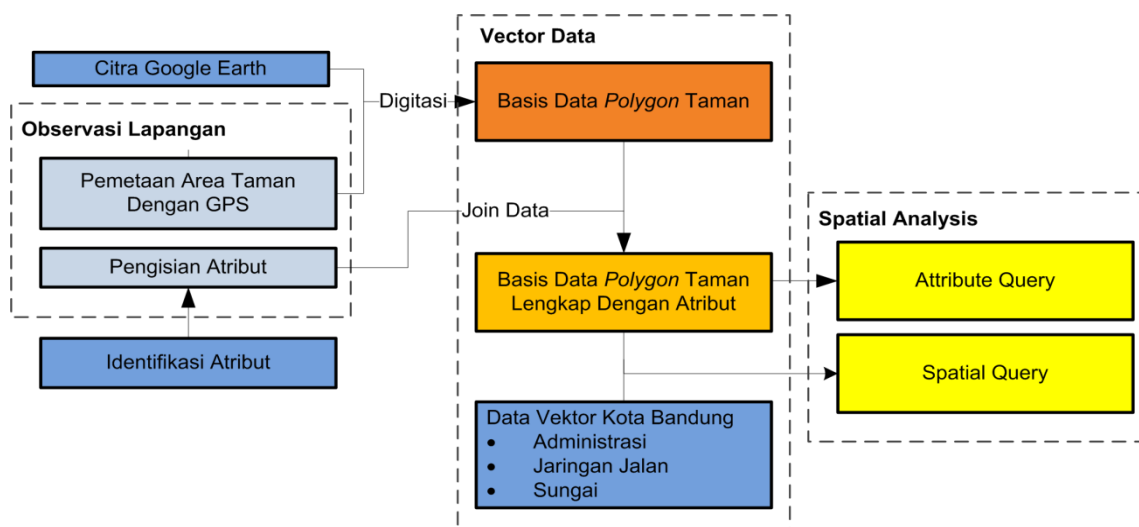 Citra Google Earth
Observasi Lapangan
Pemetaan Area Taman
Dengan GPS
Pengisian Atribut
Identifikasi Atribut
Digitasi
Join Data
Vector Data
Basis Data Polygon Taman
Basis Data Polygon Taman
Lengkap Dengan Atribut
Data Vektor Kota Bandung
• Administrasi
• Jaringan Jalan
• Sungai
Spatial Analysis
Attribute Query
Spatial Query